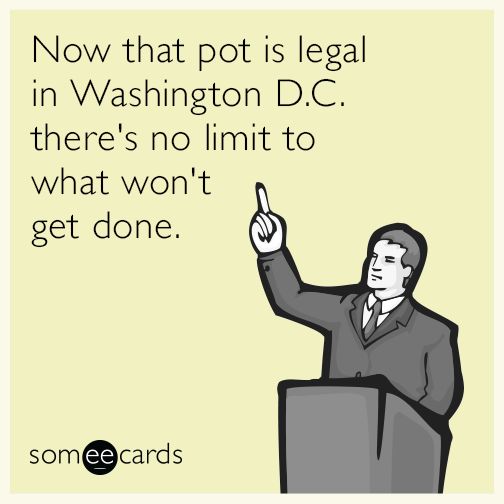 Now that pot is legal
in Washington D.C.
there's no limit to
what won't
get done.
someecards